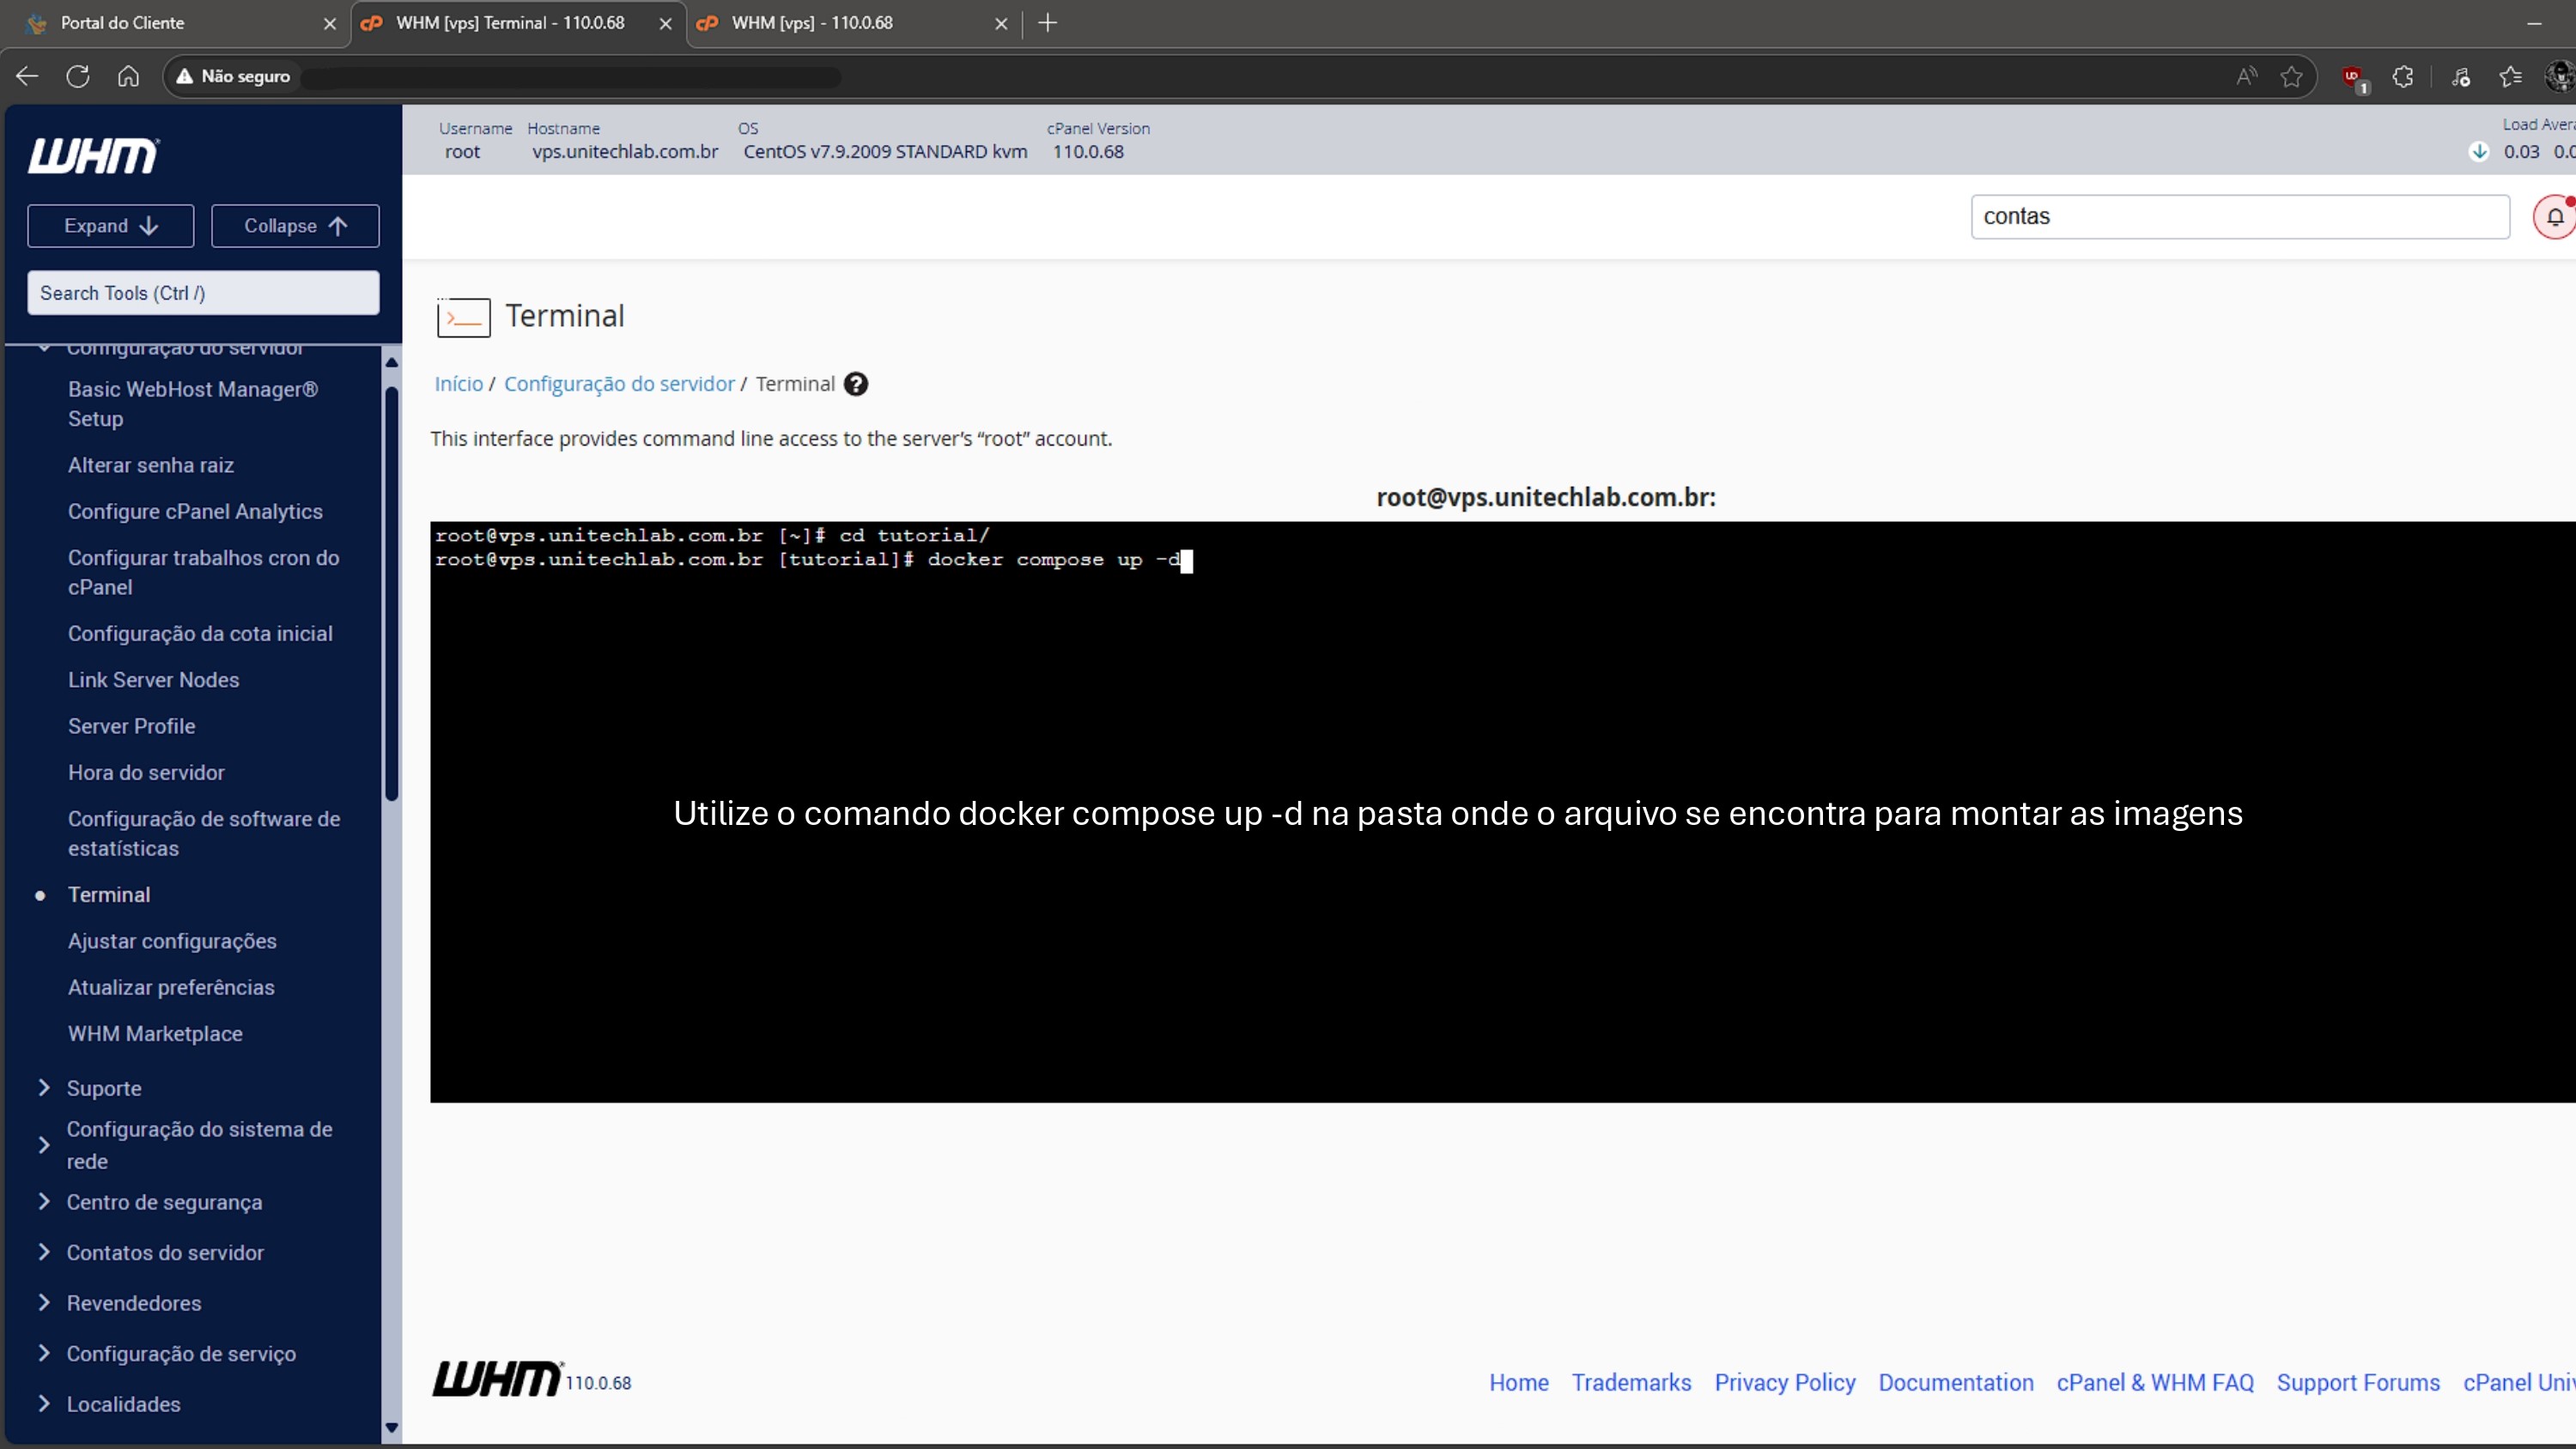 Portal do Cliente
WHM [vps] Terminal - 110.0.68
WHM [vps] - 110.0.68
Não seguro
1
WHM
Expand
Collapse
Search Tools (Ctrl /)
Configuração do servidor
Basic WebHost Manager®
Setup
Alterar senha raiz
Configure cPanel Analytics
Configurar trabalhos cron do
cPanel
Configuração da cota inicial
Link Server Nodes
Server Profile
Hora do servidor
Configuração de software de
estatísticas
Terminal
Ajustar configurações
Atualizar preferências
WHM Marketplace
Suporte
Configuração do sistema de
rede
Centro de segurança
Contatos do servidor
Revendedores
Configuração de serviço
Localidades
Username Hostname OS cPanel Version Load Avera
root vps.unitechlab.com.br CentOS v7.9.2009 STANDARD kvm 110.0.68 0.03 0.0
contas
Terminal
Início / Configuração do servidor / Terminal
This interface provides command line access to the server's “root” account.
root@vps.unitechlab.com.br:
root@vps.unitechlab.com.br [~]# cd tutorial/
root@vps.unitechlab.com.br [tutorial]# docker compose up -d
Utilize o comando docker compose up -d na pasta onde o arquivo se encontra para montar as imagens
WHM 110.0.68
Home Trademarks Privacy Policy Documentation cPanel & WHM FAQ Support Forums cPanel Univ